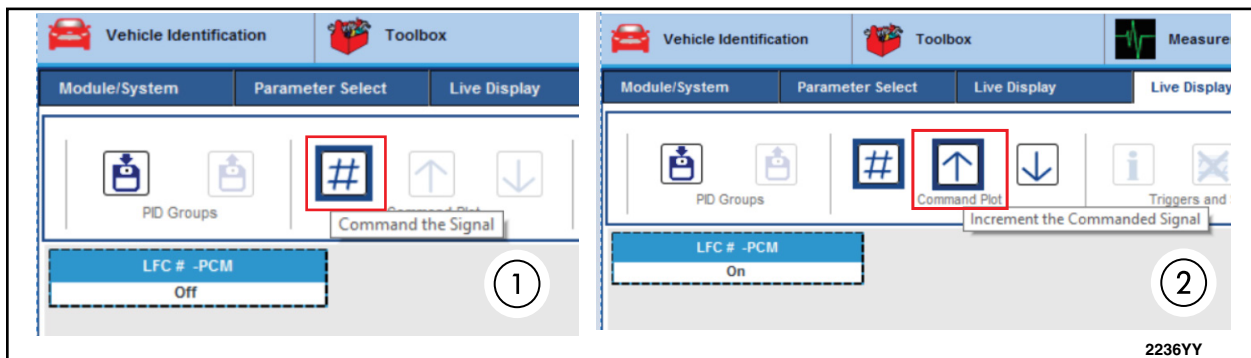 Vehicle Identification Toolbox
Module/System Parameter Select Live Display
#
PID Groups
Command the Signal
LFC # -PCM
Off
1
Vehicle Identification Toolbox Measure
Module/System Parameter Select Live Display Live Display
#
PID Groups Command Plot Triggers and
Increment the Commanded Signal
LFC # -PCM
On
2
2236YY